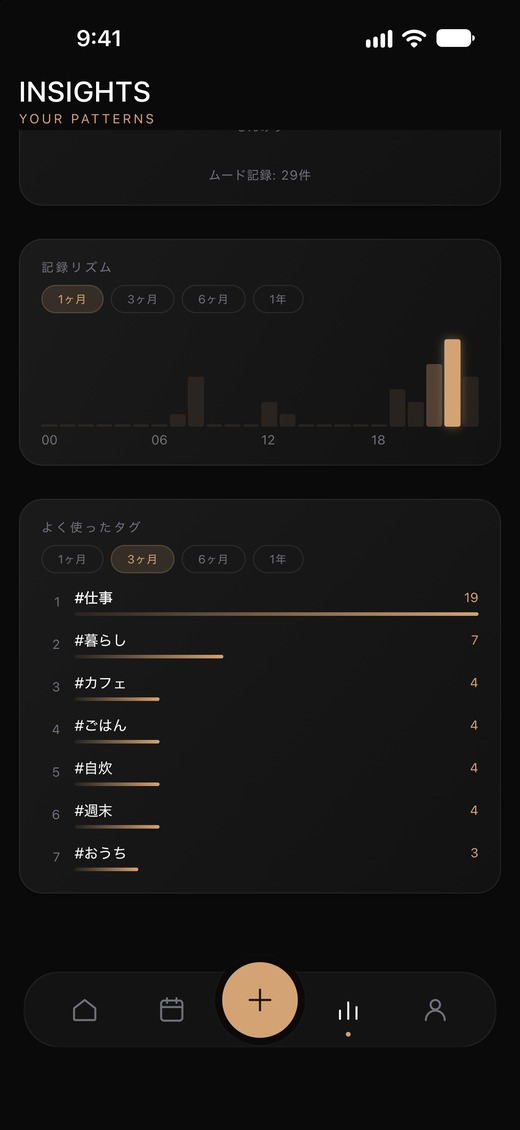 9:41
INSIGHTS
YOUR PATTERNS
ムード記録: 29件
記録リズム
1ヶ月 3ヶ月 6ヶ月 1年
00 06 12 18
よく使ったタグ
1ヶ月 3ヶ月 6ヶ月 1年
1 #仕事 19
2 #暮らし 7
3 #カフェ 4
4 #ごはん 4
5 #自炊 4
6 #週末 4
7 #おうち 3